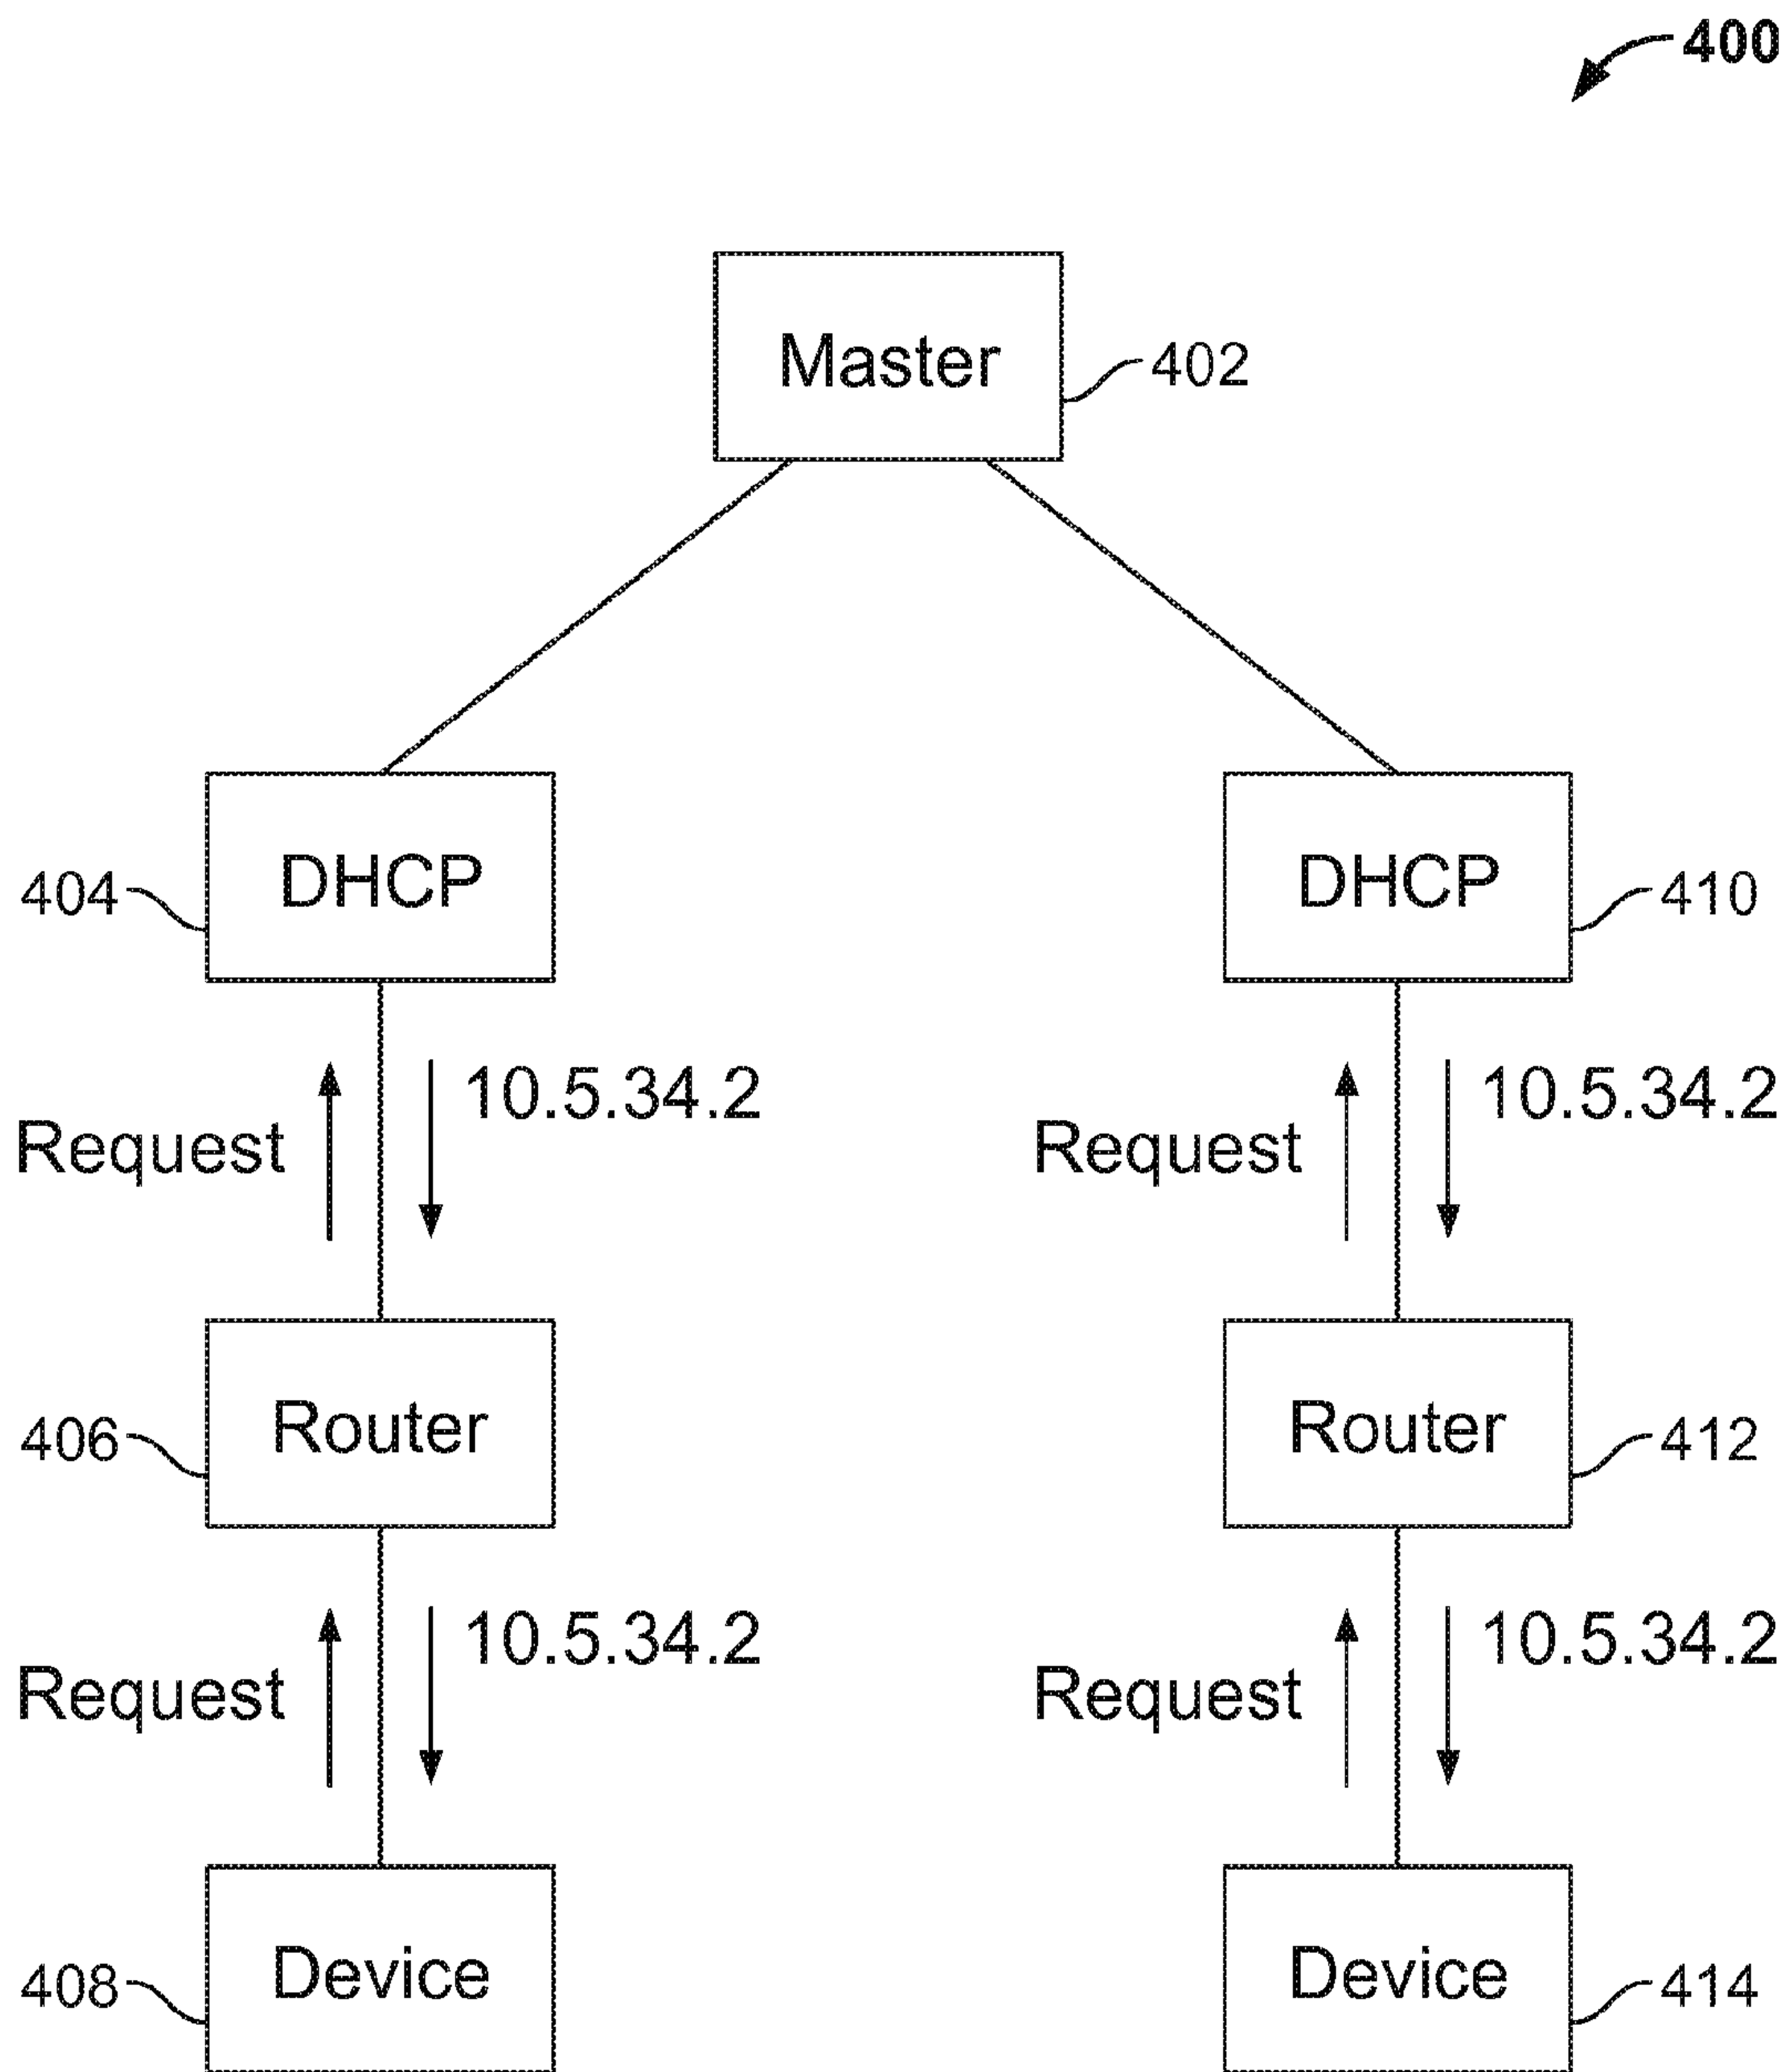 400
Master
402
DHCP
404
DHCP
410
10.5.34.2
Request
10.5.34.2
Request
Router
406
Router
412
10.5.34.2
Request
10.5.34.2
Request
Device
408
Device
414